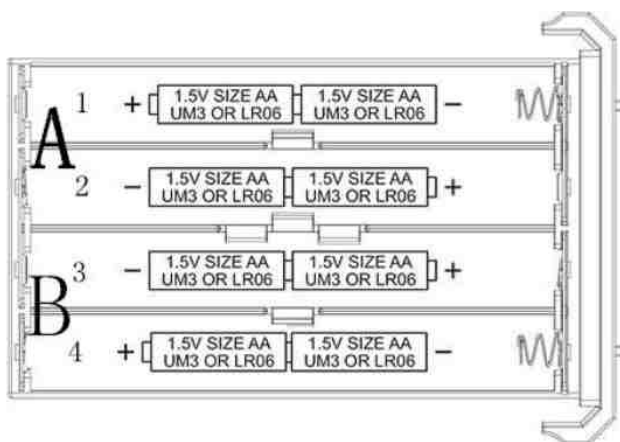 A
1 + 1.5V SIZE AA 1.5V SIZE AA -
UM3 OR LR06 UM3 OR LR06
2 - 1.5V SIZE AA 1.5V SIZE AA +
UM3 OR LR06 UM3 OR LR06
B
3 - 1.5V SIZE AA 1.5V SIZE AA +
UM3 OR LR06 UM3 OR LR06
4 + 1.5V SIZE AA 1.5V SIZE AA -
UM3 OR LR06 UM3 OR LR06